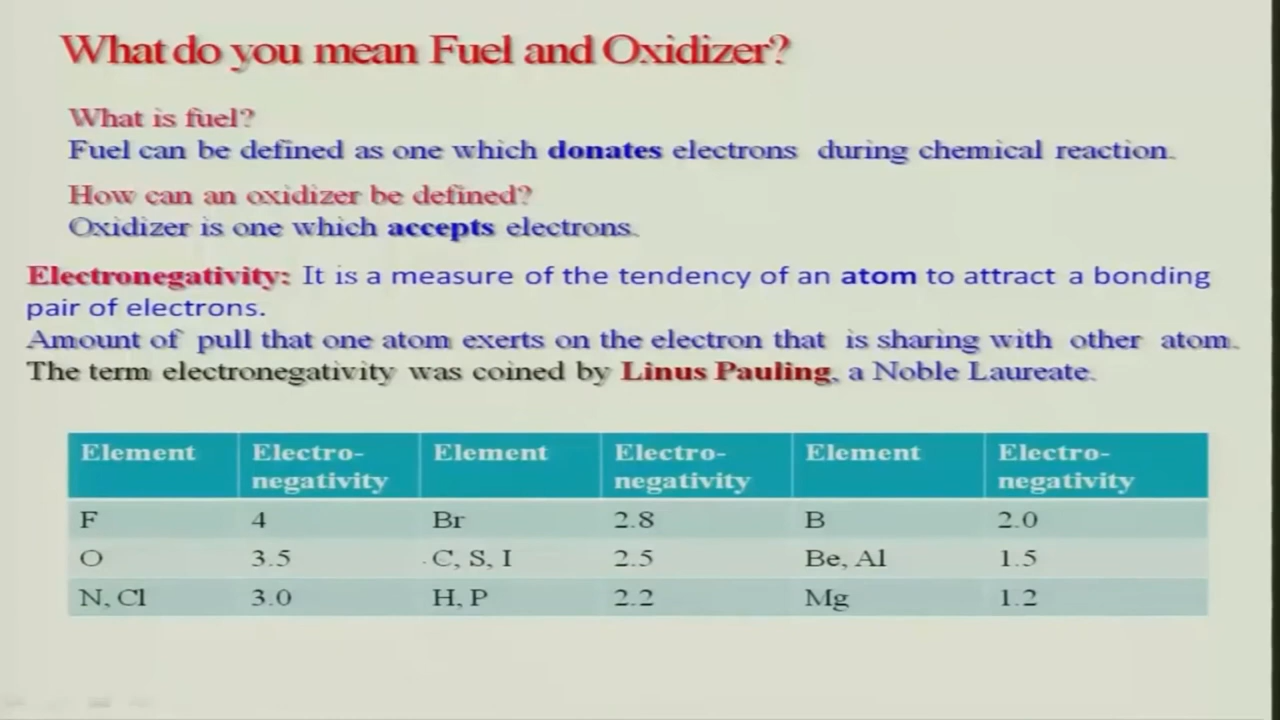 What do you mean Fuel and Oxidizer?
What is fuel?
Fuel can be defined as one which donates electrons during chemical reaction.
How can an oxidizer be defined?
Oxidizer is one which accepts electrons.
Electronegativity: It is a measure of the tendency of an atom to attract a bonding
pair of electrons.
Amount of pull that one atom exerts on the electron that is sharing with other atom.
The term electronegativity was coined by Linus Pauling, a Noble Laureate.
Element Electro-negativity Element Electro-negativity Element Electro-negativity
F 4 Br 2.8 B 2.0
O 3.5 C, S, I 2.5 Be, Al 1.5
N, Cl 3.0 H, P 2.2 Mg 1.2